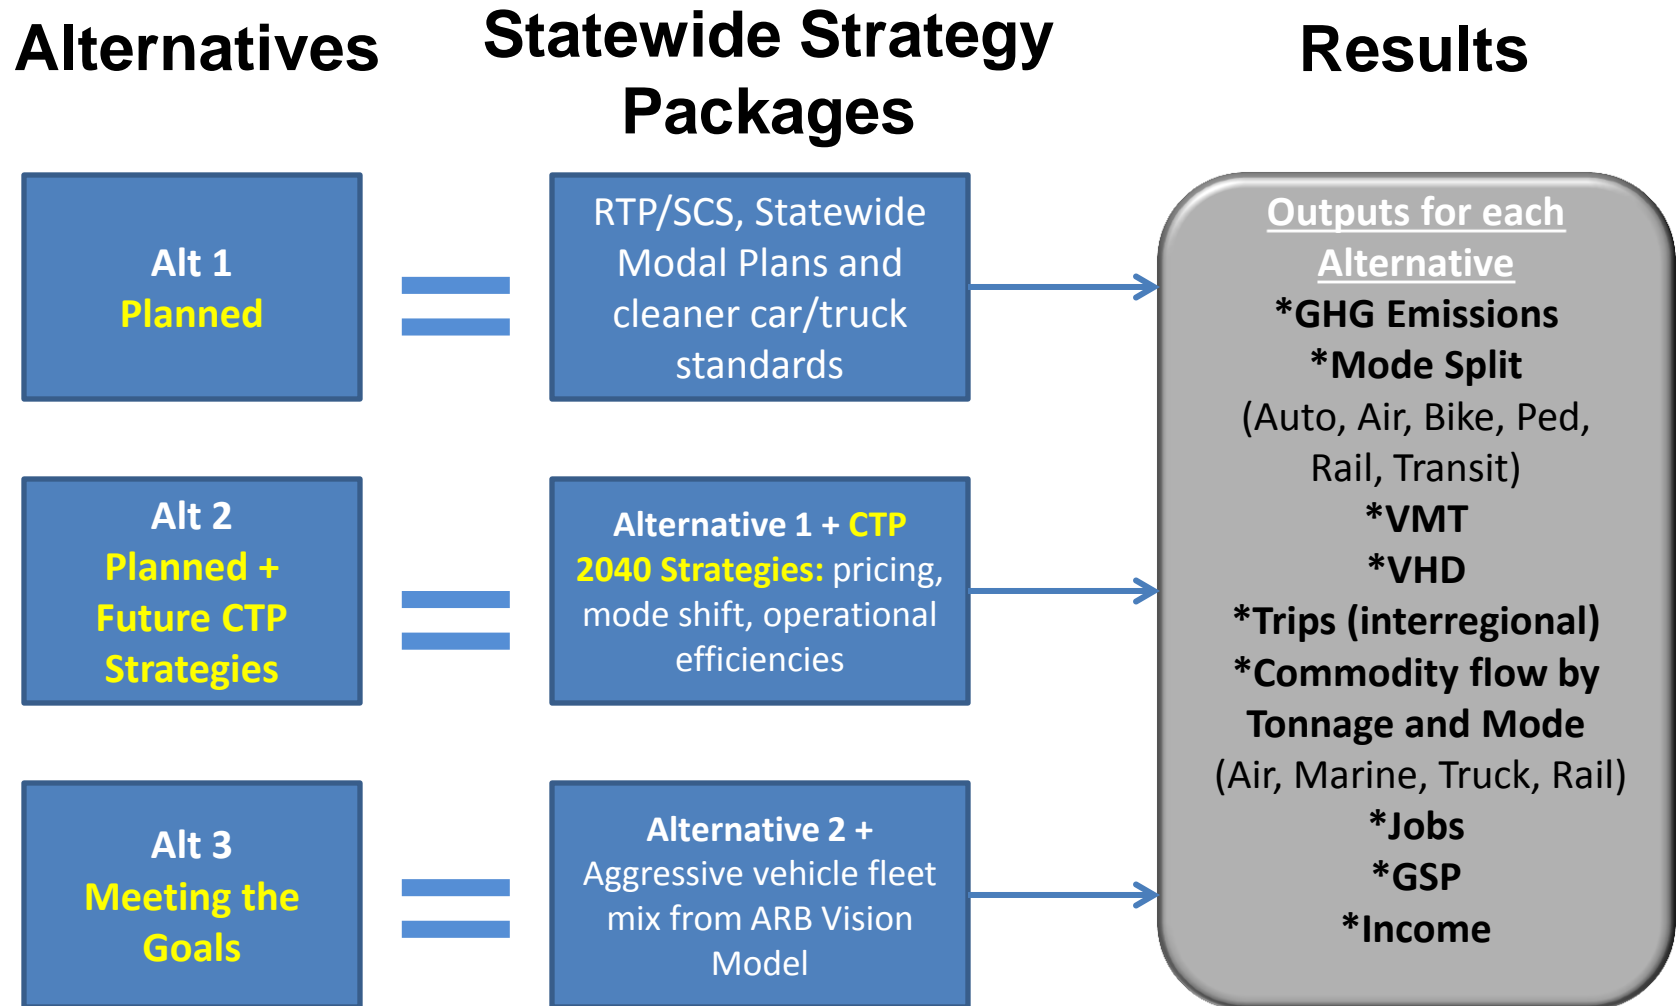 Alternatives
Statewide Strategy
Packages
Results
Alt 1
Planned
RTP/SCS, Statewide
Modal Plans and
cleaner car/truck
standards
Alt 2
Planned +
Future CTP
Strategies
Alternative 1 + CTP
2040 Strategies: pricing,
mode shift, operational
efficiencies
Alt 3
Meeting the
Goals
Alternative 2 +
Aggressive vehicle fleet
mix from ARB Vision
Model
Outputs for each
Alternative
*GHG Emissions
*Mode Split
(Auto, Air, Bike, Ped,
Rail, Transit)
*VMT
*VHD
*Trips (interregional)
*Commodity flow by
Tonnage and Mode
(Air, Marine, Truck, Rail)
*Jobs
*GSP
*Income